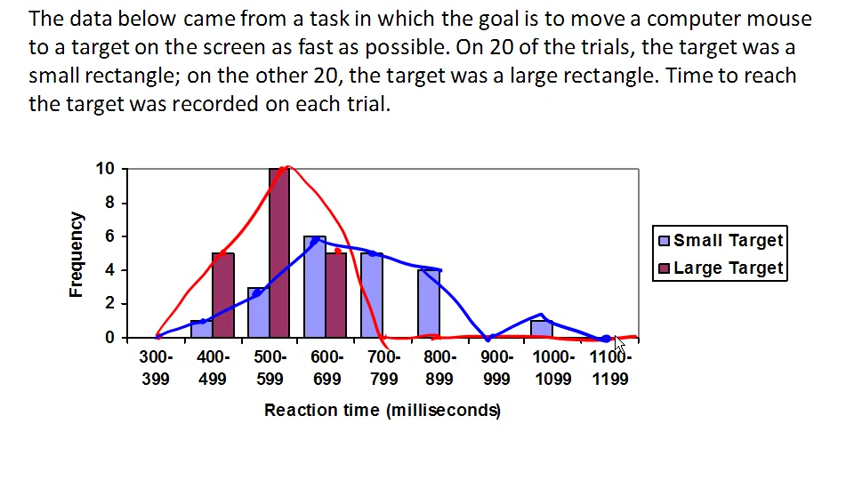 The data below came from a task in which the goal is to move a computer mouse
to a target on the screen as fast as possible. On 20 of the trials, the target was a
small rectangle; on the other 20, the target was a large rectangle. Time to reach
the target was recorded on each trial.
10
8
6
4
2
0
Frequency
Small Target
Large Target
300- 400- 500- 600- 700- 800- 900- 1000- 1100-
399 499 599 699 799 899 999 1099 1199
Reaction time (milliseconds)